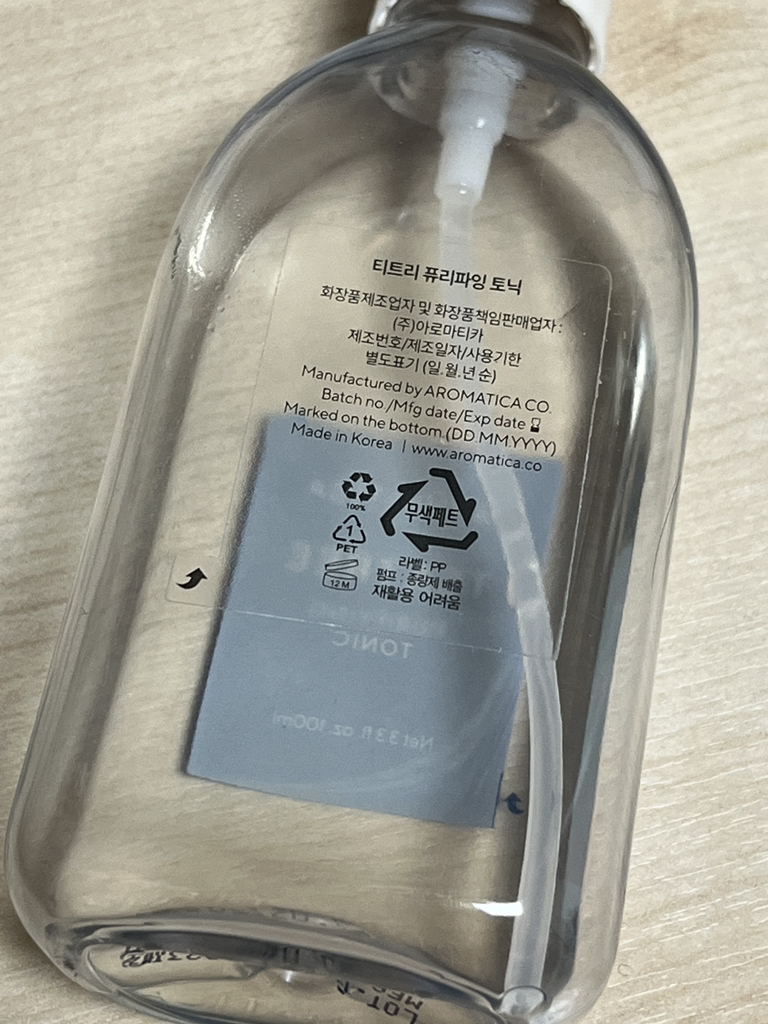 티트리 퓨리파잉 토닉
화장품제조업자 및 화장품책임판매업자 :
(주)아로마티카
제조번호/제조일자/사용기한
별도표기 (일.월.년 순)
Manufactured by AROMATICA CO.
Batch no /Mfg date/Exp date
Marked on the bottom (DD.MM.YYYY)
Made in Korea | www.aromatica.co
100%
무색페트
1
PET
라벨: PP
12 M
펌프 : 종량제 배출
재활용 어려움
TONIC
Net 3.3 fl. oz. 100ml
LOT